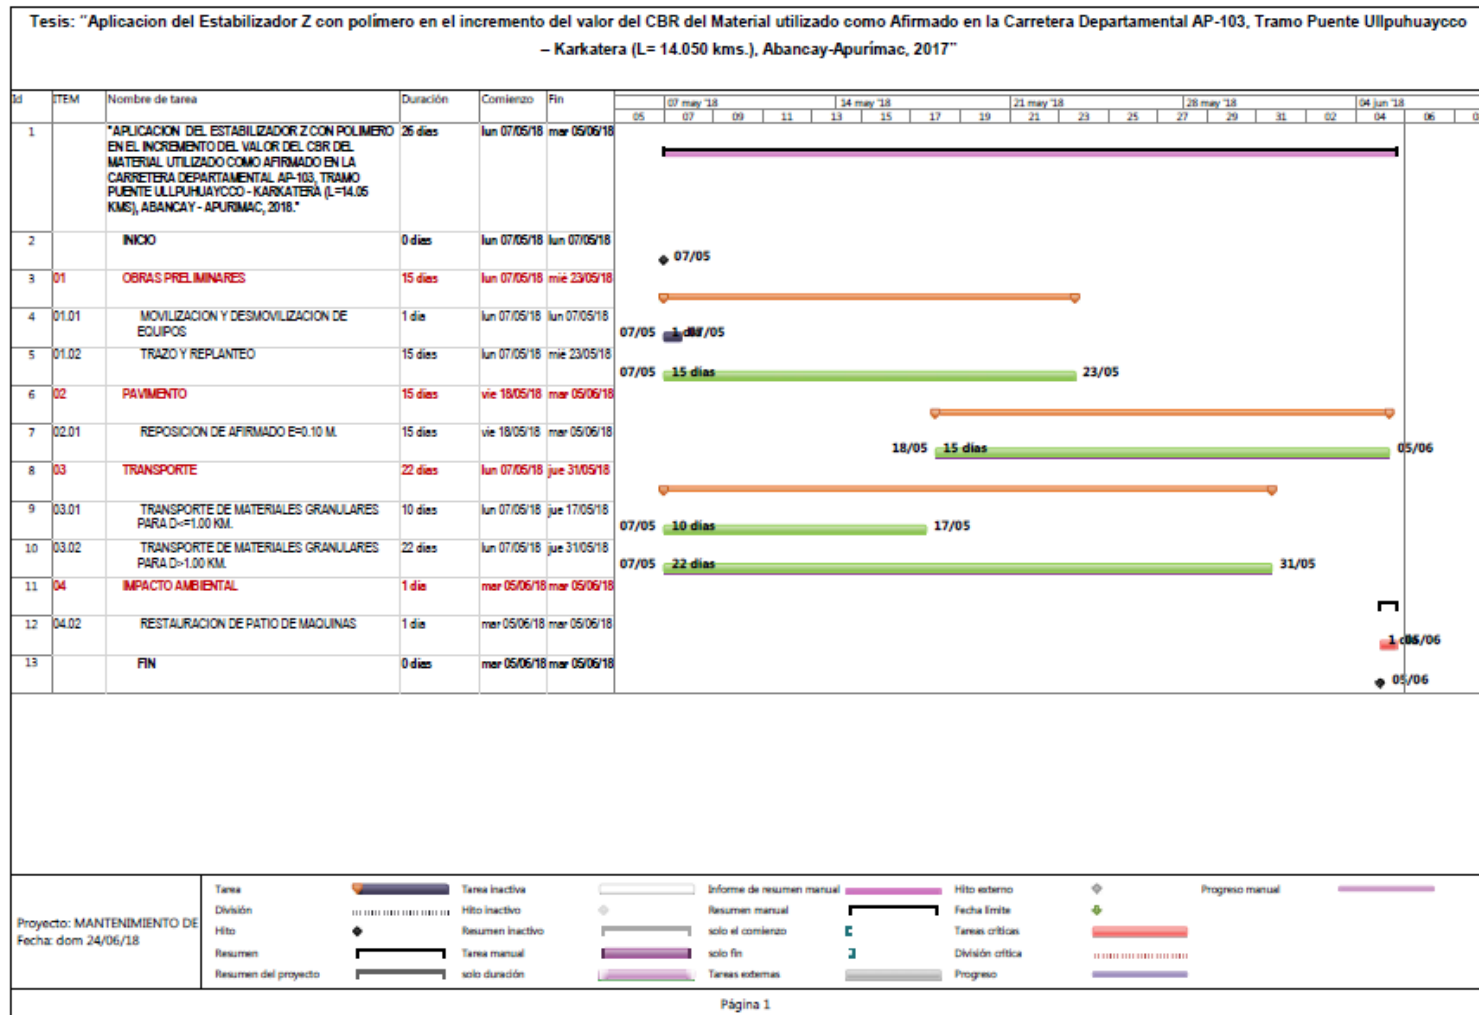 Tesis: "Aplicacion del Estabilizador Z con polímero en el incremento del valor del CBR del Material utilizado como Afirmado en la Carretera Departamental AP-103, Tramo Puente Ullpuhuaycco
– Karkatera (L= 14.050 kms.), Abancay-Apurímac, 2017"
Id ITEM Nombre de tarea Duración Comienzo Fin
07 may '18 14 may '18 21 may '18 28 may '18 04 jun '18
05 07 09 11 13 15 17 19 21 23 25 27 29 31 02 04 06
1 "APLICACION DEL ESTABILIZADOR Z CON POLIMERO 26 días lun 07/05/18 mar 05/06/18
EN EL INCREMENTO DEL VALOR DEL CBR DEL
MATERIAL UTILIZADO COMO AFIRMADO EN LA
CARRETERA DEPARTAMENTAL AP-103, TRAMO
PUENTE ULLPUHUAYCCO - KARKATERA (L=14.05
KMS), ABANCAY - APURIMAC, 2018."
2 INICIO 0 días lun 07/05/18 lun 07/05/18
07/05
3 01 OBRAS PRELIMINARES 15 días lun 07/05/18 mié 23/05/18
4 01.01 MOVILIZACION Y DESMOVILIZACION DE 1 día lun 07/05/18 lun 07/05/18
EQUIPOS
07/05 1 día 07/05
5 01.02 TRAZO Y REPLANTEO 15 días lun 07/05/18 mié 23/05/18
07/05 15 días 23/05
6 02 PAVIMENTO 15 días vie 18/05/18 mar 05/06/18
7 02.01 REPOSICION DE AFIRMADO E=0.10 M. 15 días vie 18/05/18 mar 05/06/18
18/05 15 días 05/06
8 03 TRANSPORTE 22 días lun 07/05/18 jue 31/05/18
9 03.01 TRANSPORTE DE MATERIALES GRANULARES 10 días lun 07/05/18 jue 17/05/18
PARA D<=1.00 KM.
07/05 10 días 17/05
10 03.02 TRANSPORTE DE MATERIALES GRANULARES 22 días lun 07/05/18 jue 31/05/18
PARA D>1.00 KM.
07/05 22 días 31/05
11 04 IMPACTO AMBIENTAL 1 día mar 05/06/18 mar 05/06/18
12 04.02 RESTAURACION DE PATIO DE MAQUINAS 1 día mar 05/06/18 mar 05/06/18
1 día 05/06
13 FIN 0 días mar 05/06/18 mar 05/06/18
05/06
Proyecto: MANTENIMIENTO DE
Fecha: dom 24/06/18
Tarea Tarea inactiva Informe de resumen manual Hito externo Progreso manual
División Hito inactivo Resumen manual Fecha límite
Hito Resumen inactivo solo el comienzo Tareas críticas
Resumen Tarea manual solo fin División crítica
Resumen del proyecto solo duración Tareas externas Progreso
Página 1